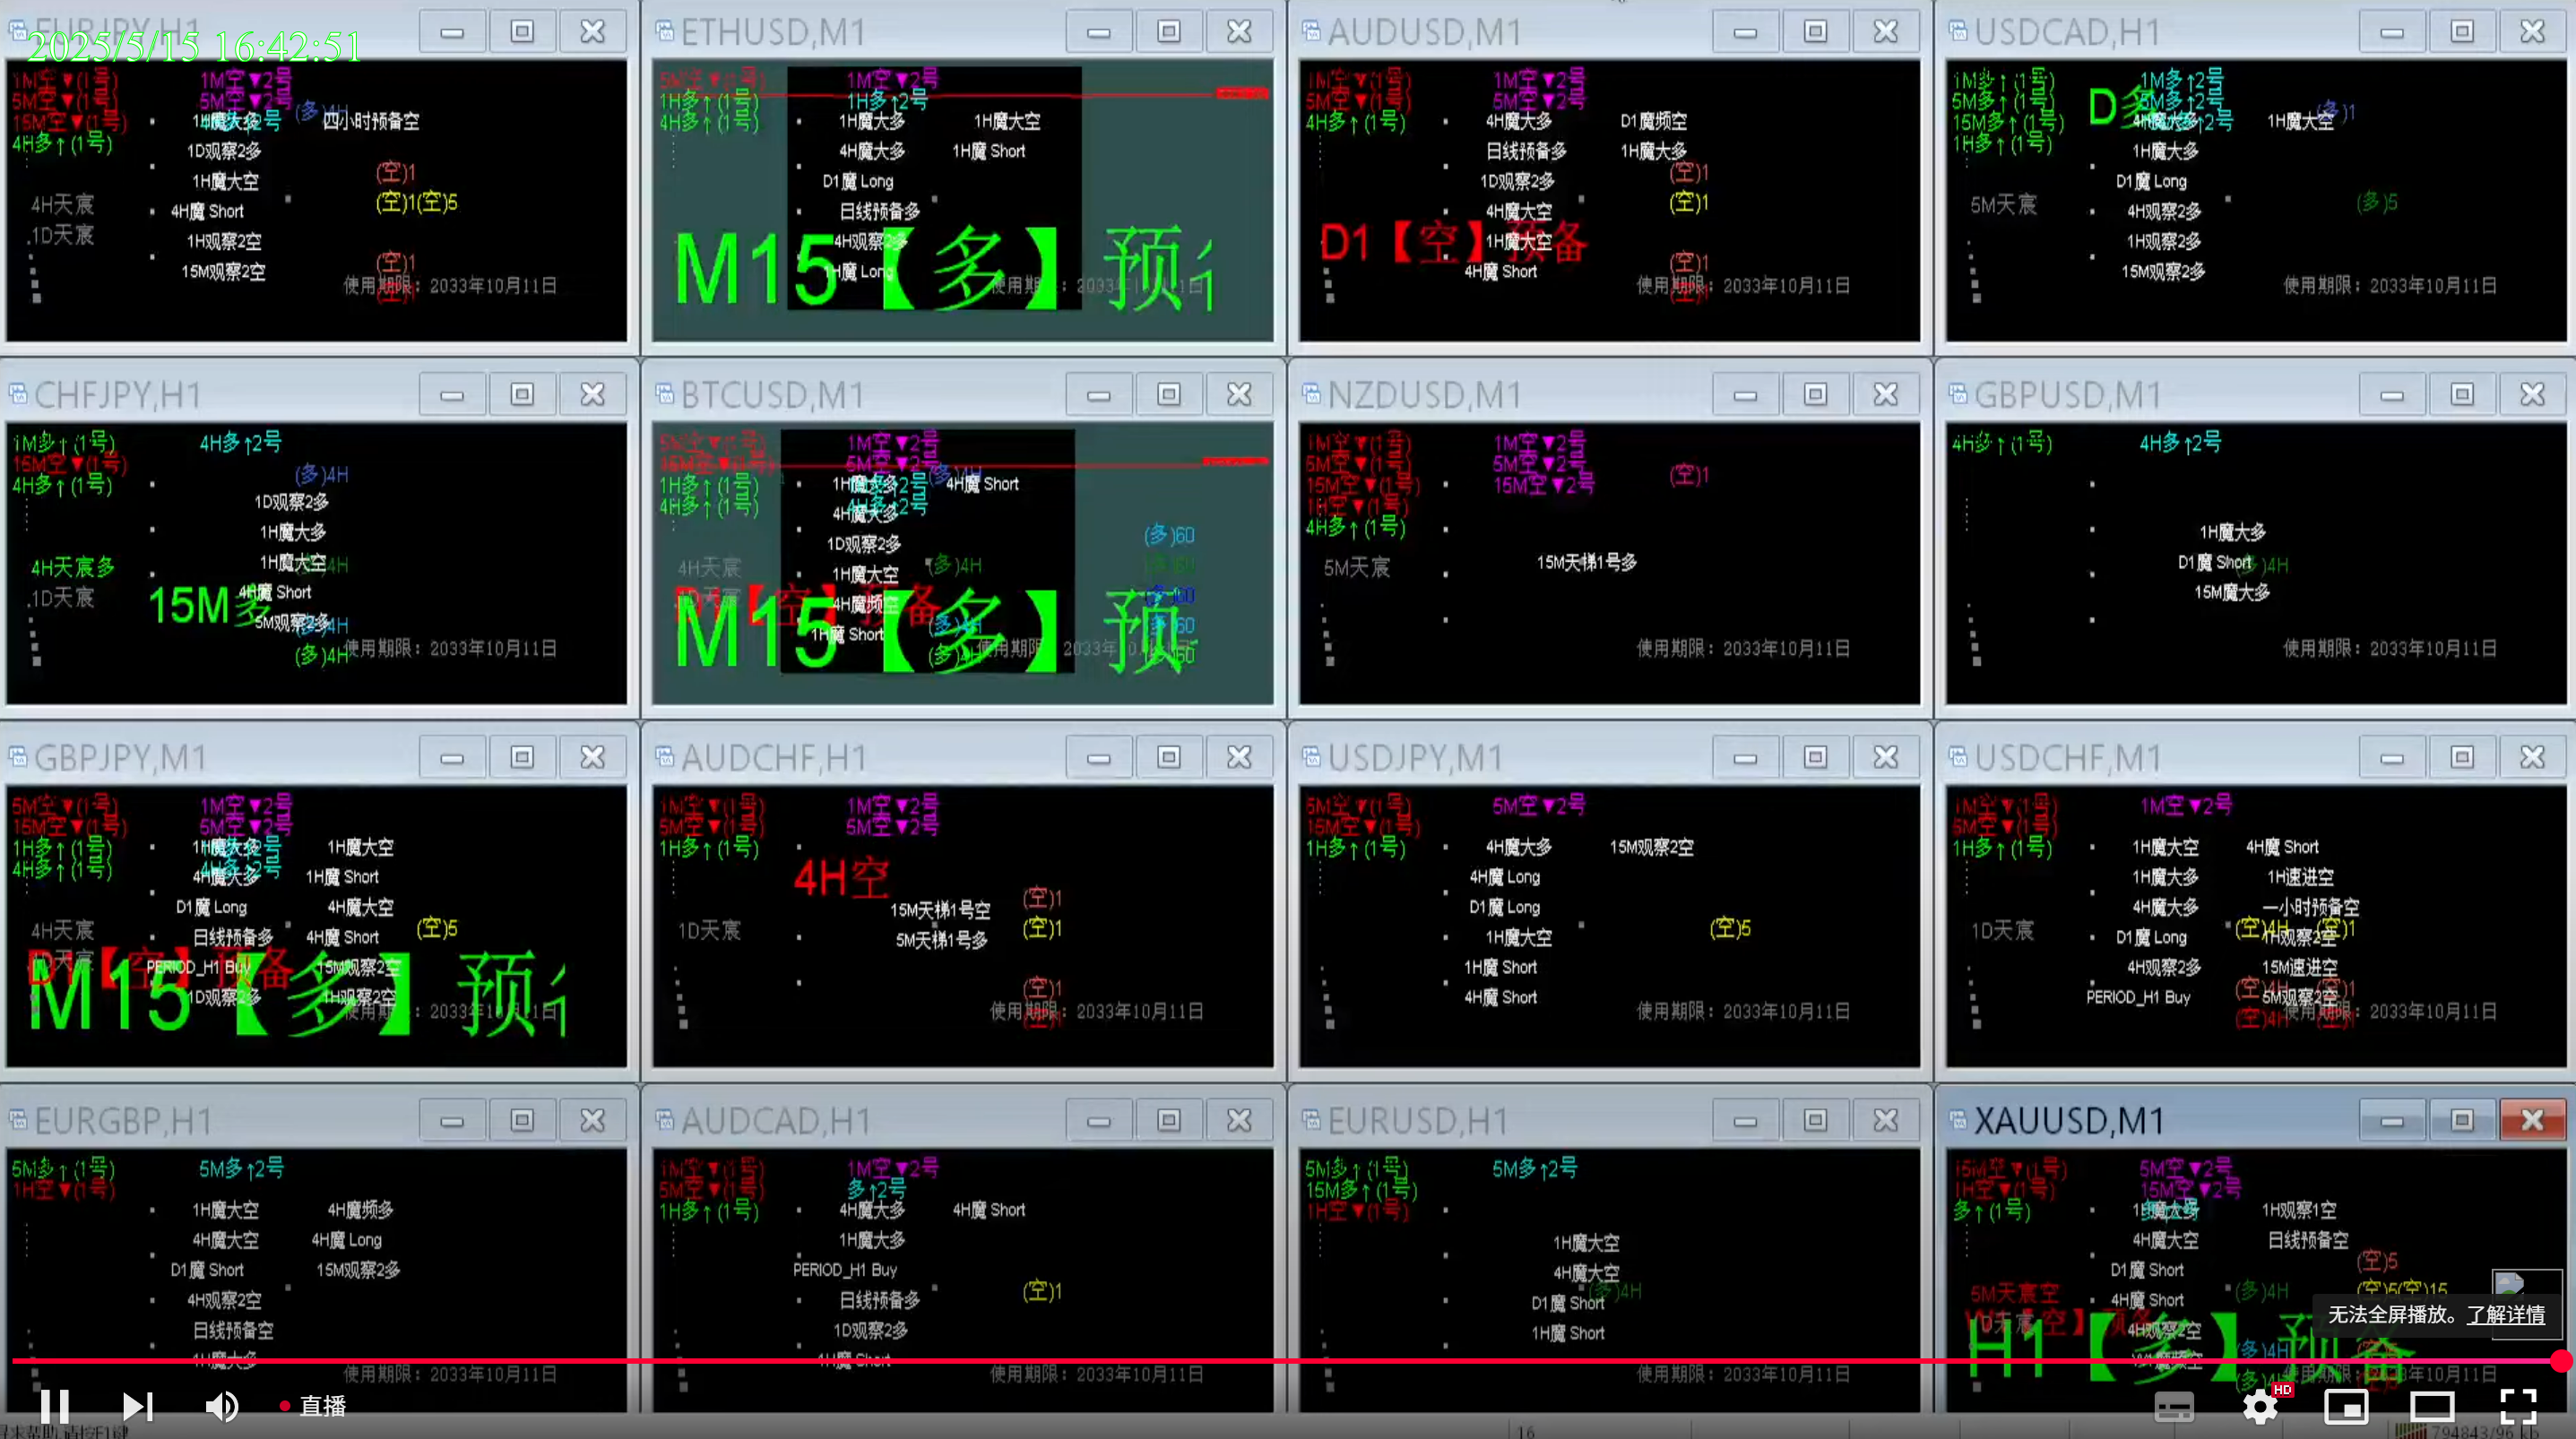 EURJPY,H1
2025/5/15 16:42:51
1M空▼(1号)
1M空▼2号
5M空▼(1号)
5M空▼2号
(多)4H
15M空▼(1号)
1H魔大多
四小时预备空
4H多↑(1号)
1D观察2多
1H魔大空
(空)1
4H天宸
4H魔 Short
(空)1(空)5
1D天宸
1H观察2空
15M观察2空
(空)1
使用期限：2033年10月11日
ETHUSD,M1
5M空▼(1号)
1M空▼2号
1H多↑(1号)
1H多↑2号
4H多↑(1号)
1H魔大多
1H魔大空
4H魔大多
1H魔 Short
D1魔 Long
日线预备多
4H观察2多
1H魔 Long
M15【多】预
AUDUSD,M1
1M空▼(1号)
1M空▼2号
5M空▼(1号)
5M空▼2号
4H多↑(1号)
4H魔大多
D1魔频空
日线预备多
1H魔大多
1D观察2多
(空)1
4H魔大空
(空)1
D1【空】预备
1H魔大空
4H魔 Short
(空)1
使用期限：2033年10月11日
USDCAD,H1
1M多↑(1号)
1M多↑2号
5M多↑(1号)
5M多↑2号
15M多↑(1号)
D多
4H魔大多
1H魔大空
(多)1
1H多↑(1号)
1H魔大多
D1魔 Long
5M天宸
4H观察2多
(多)5
1H观察2多
15M观察2多
使用期限：2033年10月11日
CHFJPY,H1
1M多↑(1号)
4H多↑2号
15M空▼(1号)
(多)4H
4H多↑(1号)
1D观察2多
1H魔大多
4H天宸多
1H魔大空
1D天宸
4H魔 Short
15M多
5M观察2多
(多)4H
使用期限：2033年10月11日
BTCUSD,M1
5M空▼(1号)
1M空▼2号
15M空▼(1号)
5M空▼2号
(多)4H
1H多↑(1号)
1H魔大多
4H魔 Short
4H多↑(1号)
4H魔大多
1D观察2多
(多)60
4H天宸
1H魔大空
(多)4H
4H魔频空
1H魔 Short
M15【多】预
(多)60
NZDUSD,M1
1M空▼(1号)
1M空▼2号
5M空▼(1号)
5M空▼2号
15M空▼(1号)
15M空▼2号
(空)1
1H空▼(1号)
4H多↑(1号)
5M天宸
15M天梯1号多
使用期限：2033年10月11日
GBPUSD,M1
4H多↑(1号)
4H多↑2号
1H魔大多
D1魔 Short
(多)4H
15M魔大多
使用期限：2033年10月11日
GBPJPY,M1
5M空▼(1号)
1M空▼2号
15M空▼(1号)
5M空▼2号
1H多↑(1号)
1H魔大多
1H魔大空
4H多↑(1号)
4H魔大多
1H魔 Short
D1魔 Long
4H魔大空
4H天宸
日线预备多
4H魔 Short
(空)5
1D天宸
PERIOD_H1 Buy
15M观察2空
1D观察2多
1H观察2空
M15【多】预
AUDCHF,H1
1M空▼(1号)
1M空▼2号
5M空▼(1号)
5M空▼2号
1H多↑(1号)
4H空
15M天梯1号空
(空)1
1D天宸
5M天梯1号多
(空)1
(空)1
使用期限：2033年10月11日
USDJPY,M1
5M空▼(1号)
5M空▼2号
15M空▼(1号)
1H多↑(1号)
4H魔大多
15M观察2空
4H魔 Long
D1魔 Long
1H魔大空
(空)5
1H魔 Short
4H魔 Short
使用期限：2033年10月11日
USDCHF,M1
1M空▼(1号)
1M空▼2号
5M空▼(1号)
1H多↑(1号)
1H魔大空
4H魔 Short
1H魔大多
1H速进空
4H魔大多
一小时预备空
1D天宸
D1魔 Long
1H观察2空
(空)4H
(空)1
4H观察2多
15M速进空
PERIOD_H1 Buy
5M观察2空
(空)4H
(空)1
使用期限：2033年10月11日
EURGBP,H1
5M多↑(1号)
5M多↑2号
1H空▼(1号)
1H魔大空
4H魔频多
4H魔大空
4H魔 Long
D1魔 Short
15M观察2多
4H观察2空
日线预备空
1H魔大多
使用期限：2033年10月11日
AUDCAD,H1
1M空▼(1号)
1M空▼2号
5M空▼(1号)
多↑2号
1H多↑(1号)
4H魔大多
4H魔 Short
1H魔大多
PERIOD_H1 Buy
日线预备多
(空)1
1D观察2多
1H魔 Short
使用期限：2033年10月11日
EURUSD,H1
5M多↑(1号)
5M多↑2号
15M多↑(1号)
1H空▼(1号)
1H魔大空
4H魔大空
(多)4H
D1魔 Short
1H魔 Short
使用期限：2033年10月11日
XAUUSD,M1
15M空▼(1号)
5M空▼2号
1H空▼(1号)
15M空▼2号
多↑(1号)
1H魔大多
1H观察1空
4H魔大空
日线预备空
D1魔 Short
(空)5
5M天宸空
4H魔 Short
(多)4H
(空)5(空)15
4H观察2空
H1【多】预备
(多)4H
使用期限：2033年10月11日
无法全屏播放。了解详情
直播
HD
16
794843/96 kb